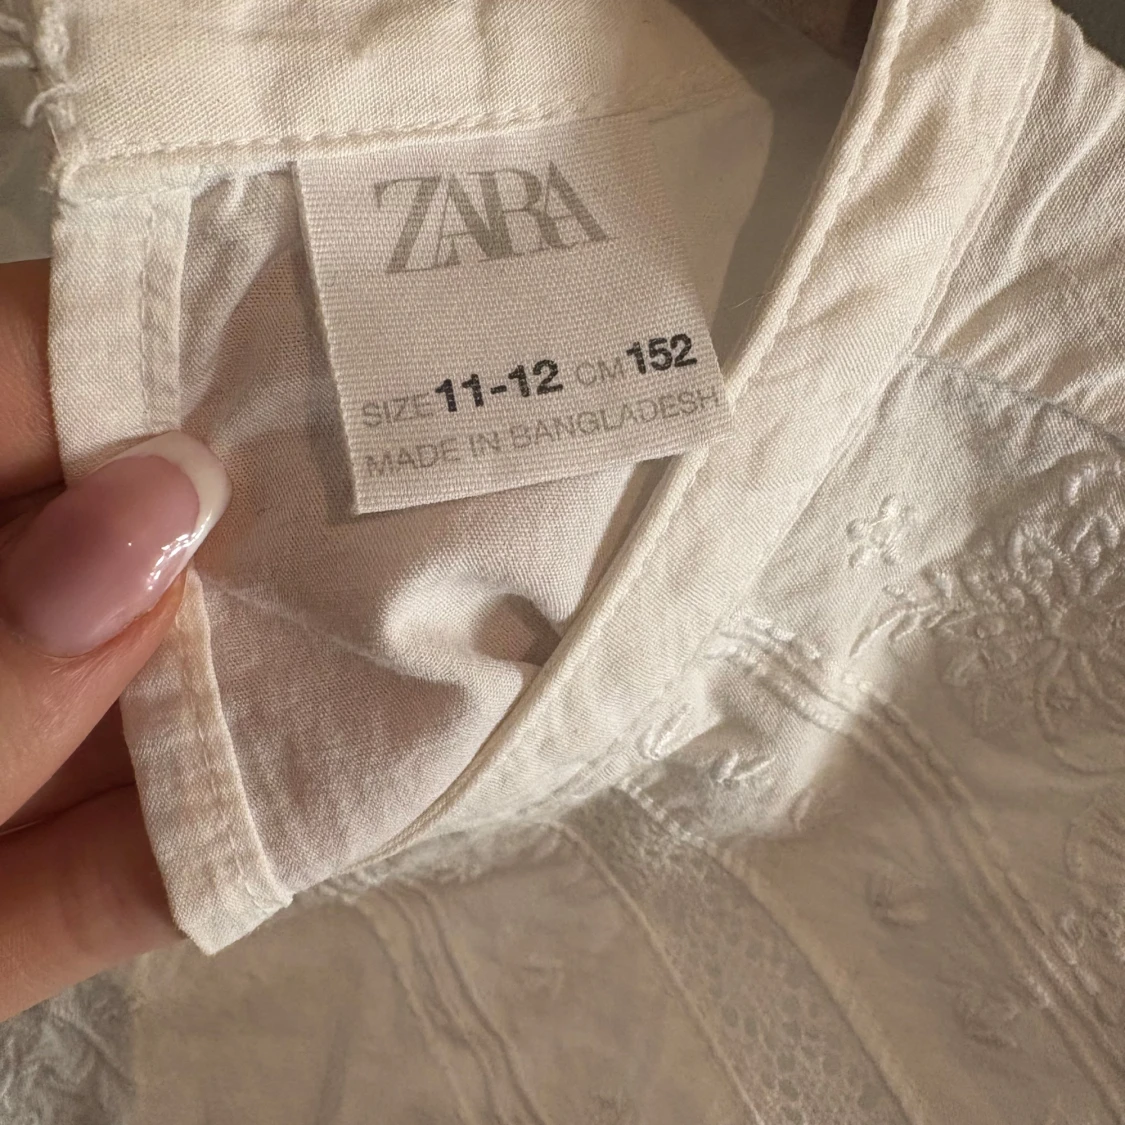 ZARA
SIZE 11-12 CM 152
MADE IN BANGLADESH